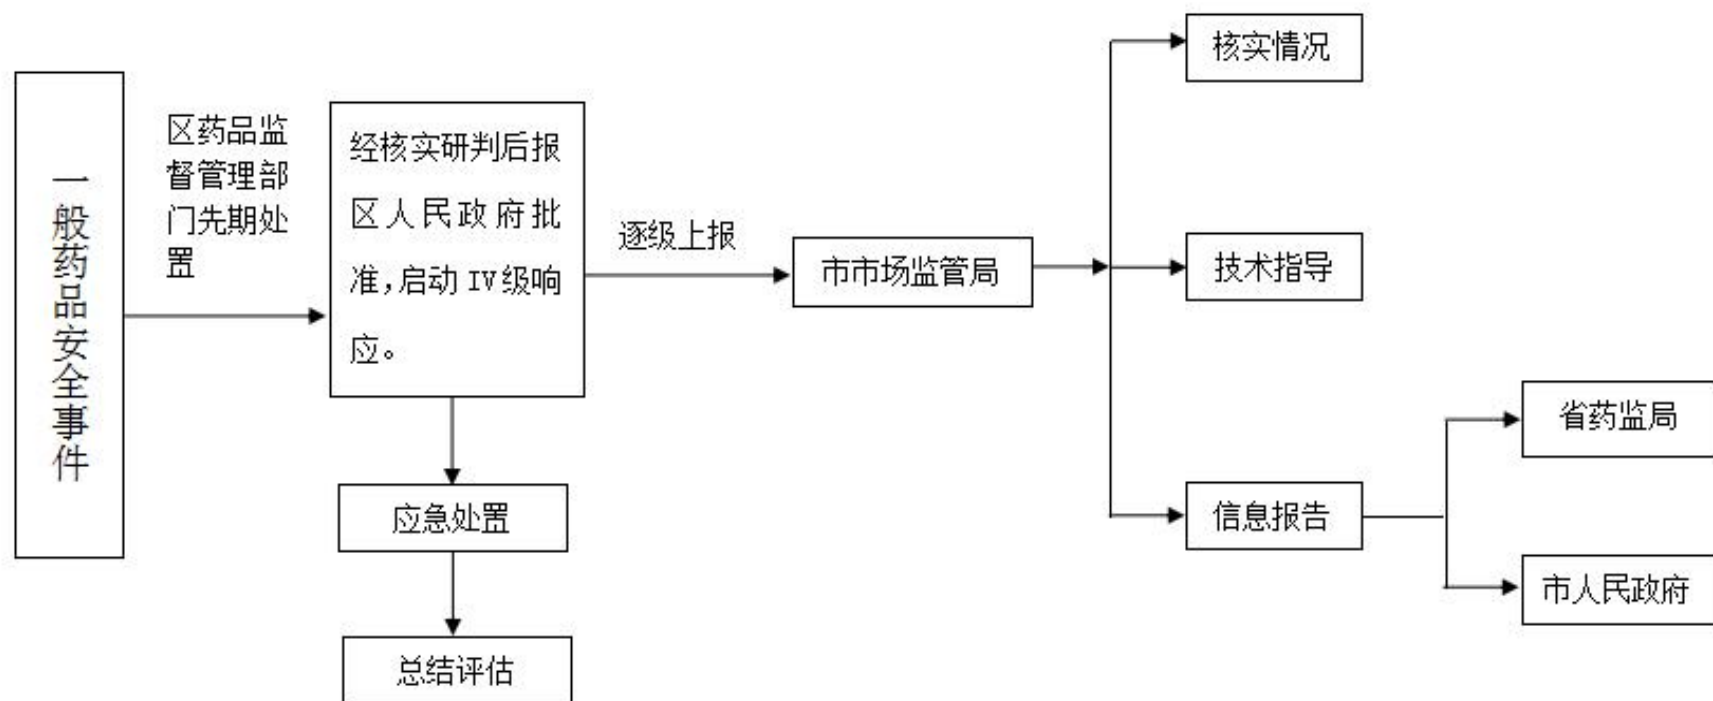 一般药品安全事件
区药品监
督管理部
门先期处
置
经核实研判后报
区人民政府批
准,启动 IV级响
应。
逐级上报
市市场监管局
核实情况
技术指导
信息报告
省药监局
市人民政府
应急处置
总结评估